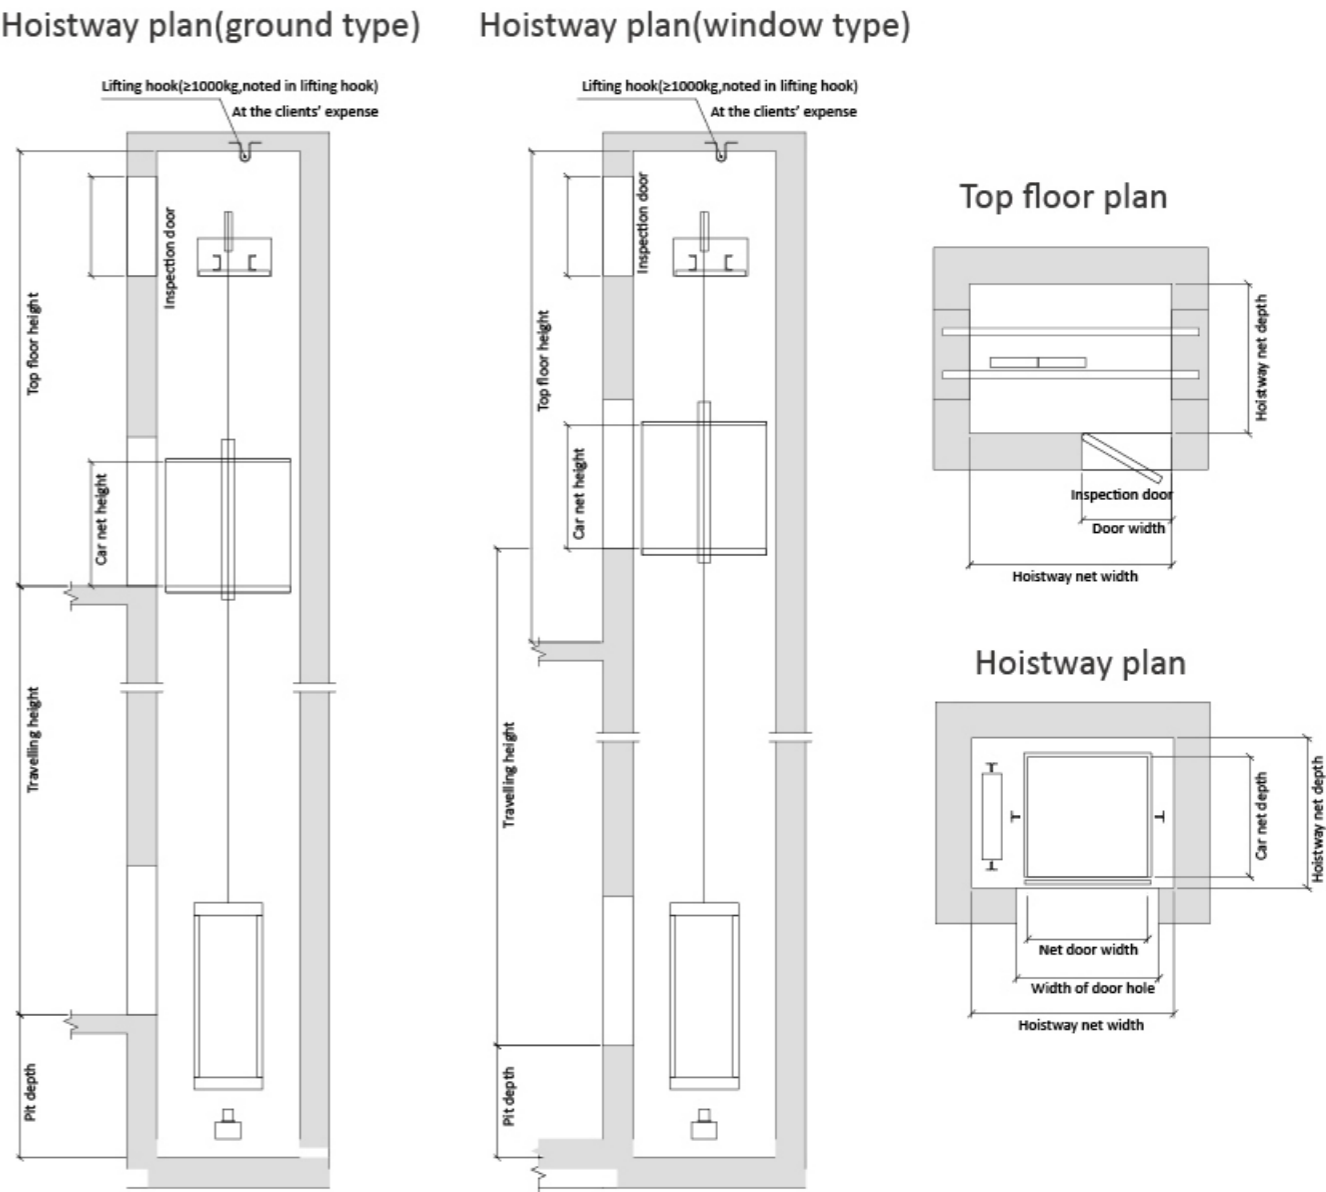 Hoistway plan(ground type)
Lifting hook(≥1000kg,noted in lifting hook)
At the clients' expense
Inspection door
Top floor height
Car net height
Travelling height
Pit depth
Hoistway plan(window type)
Lifting hook(≥1000kg,noted in lifting hook)
At the clients' expense
Inspection door
Top floor height
Car net height
Travelling height
Pit depth
Top floor plan
Hoistway net depth
Inspection door
Door width
Hoistway net width
Hoistway plan
Car net depth
Hoistway net depth
Net door width
Width of door hole
Hoistway net width